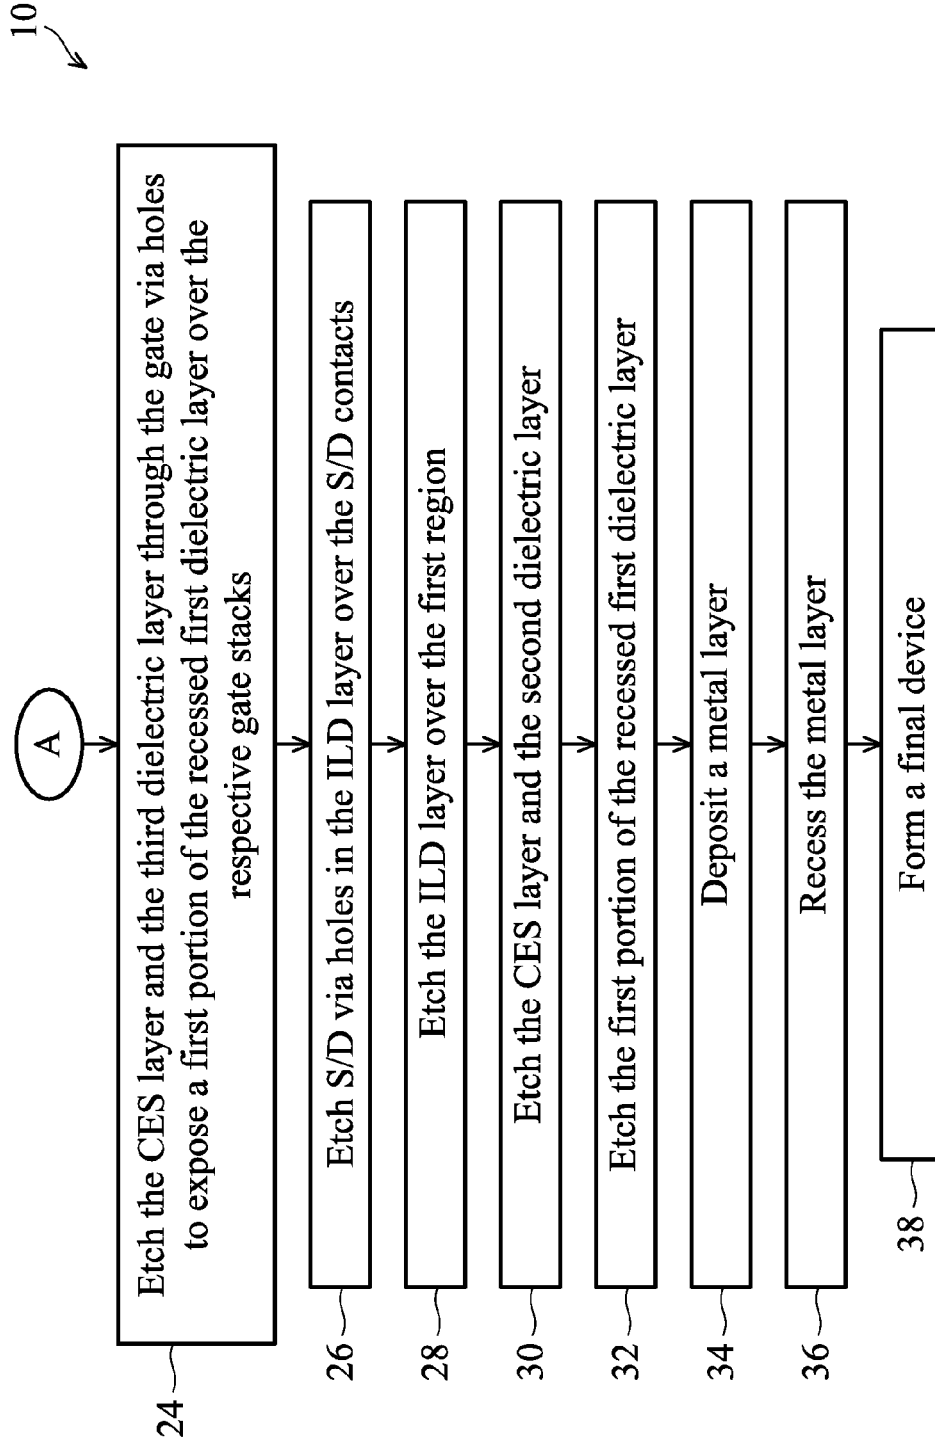 10
A
24
Etch the CES layer and the third dielectric layer through the gate via holes
to expose a first portion of the recessed first dielectric layer over the
respective gate stacks
26
Etch S/D via holes in the ILD layer over the S/D contacts
28
Etch the ILD layer over the first region
30
Etch the CES layer and the second dielectric layer
32
Etch the first portion of the recessed first dielectric layer
34
Deposit a metal layer
36
Recess the metal layer
38
Form a final device